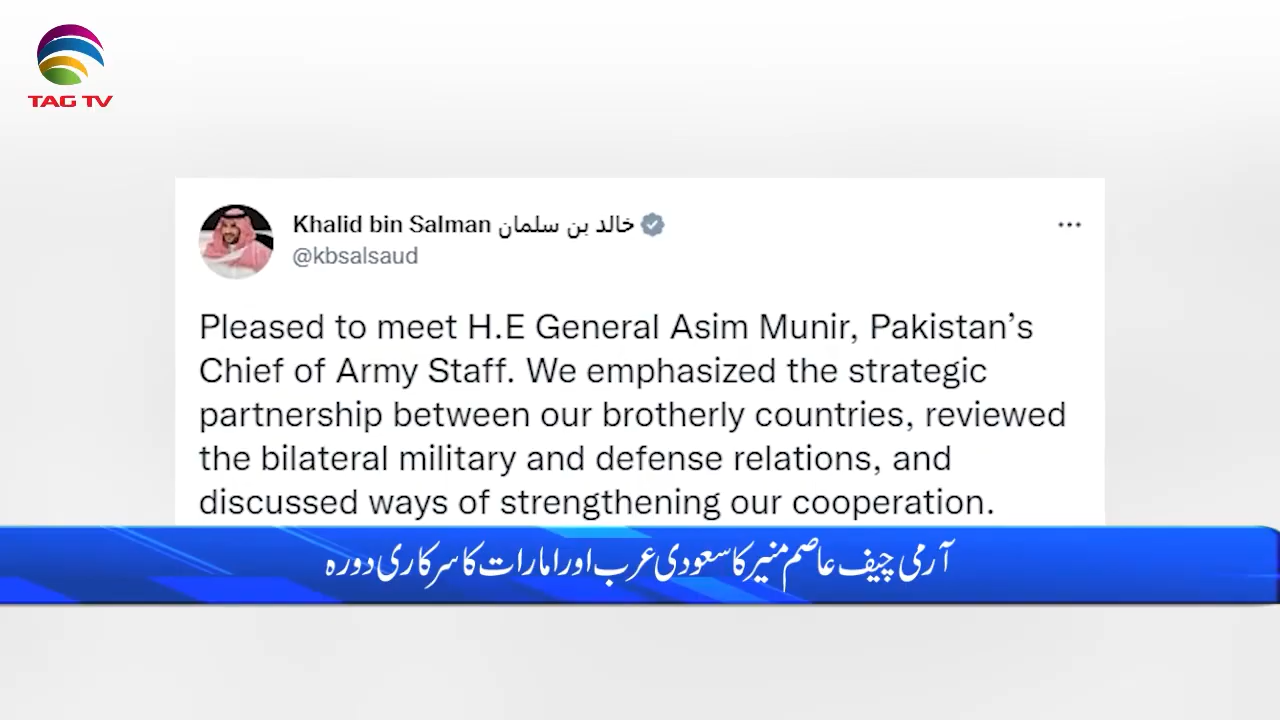 TAG TV
Khalid bin Salman خالد بن سلمان
@kbsalsaud
Pleased to meet H.E General Asim Munir, Pakistan’s
Chief of Army Staff. We emphasized the strategic
partnership between our brotherly countries, reviewed
the bilateral military and defense relations, and
discussed ways of strengthening our cooperation.
آرمی چیف عاصم منیر کا سعودی عرب اور امارات کا سرکاری دورہ